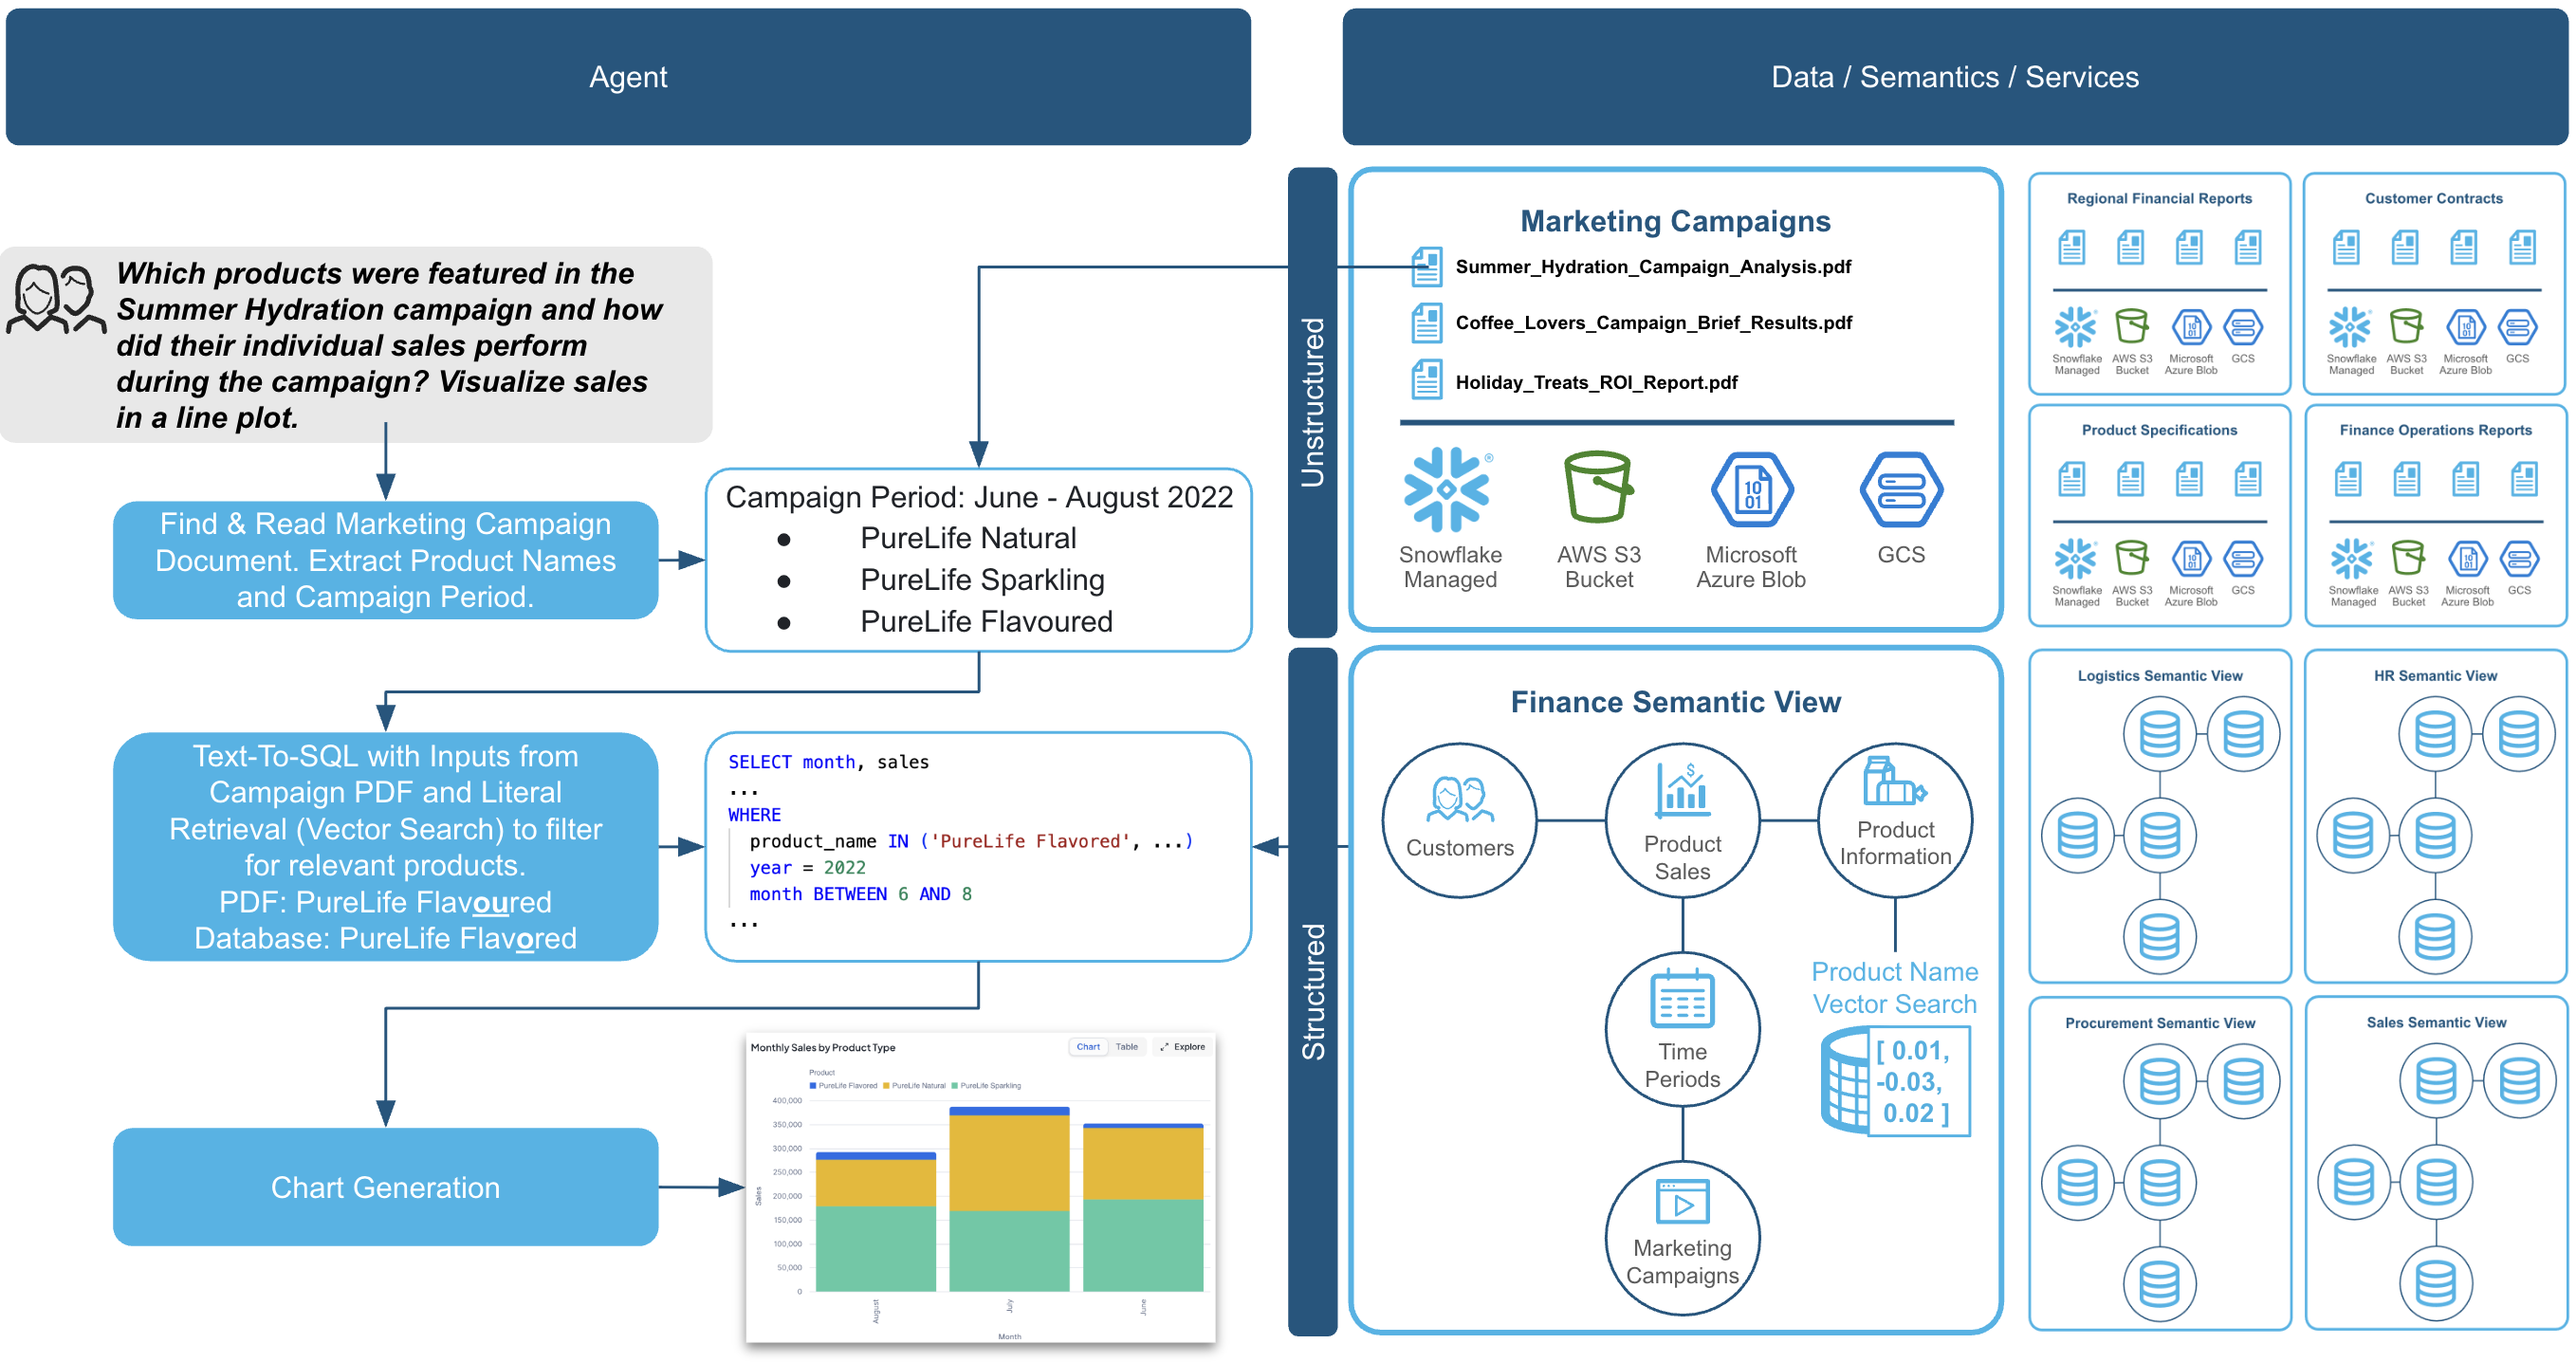 Agent
Data / Semantics / Services
Which products were featured in the
Summer Hydration campaign and how
did their individual sales perform
during the campaign? Visualize sales
in a line plot.
Find & Read Marketing Campaign
Document. Extract Product Names
and Campaign Period.
Campaign Period: June - August 2022
● PureLife Natural
● PureLife Sparkling
● PureLife Flavoured
Text-To-SQL with Inputs from
Campaign PDF and Literal
Retrieval (Vector Search) to filter
for relevant products.
PDF: PureLife Flavoured
Database: PureLife Flavored
SELECT month, sales
...
WHERE
product_name IN ('PureLife Flavored', ...)
year = 2022
month BETWEEN 6 AND 8
...
Chart Generation
Monthly Sales by Product Type
Chart
Table
Explore
Product
PureLife Flavored
PureLife Natural
PureLife Sparkling
400,000
350,000
300,000
250,000
200,000
150,000
100,000
50,000
0
Sales
August
July
June
Month
Unstructured
Marketing Campaigns
Summer_Hydration_Campaign_Analysis.pdf
Coffee_Lovers_Campaign_Brief_Results.pdf
Holiday_Treats_ROI_Report.pdf
®
10
01
Snowflake
Managed
AWS S3
Bucket
Microsoft
Azure Blob
GCS
Regional Financial Reports
10
01
Snowflake
Managed
AWS S3
Bucket
Microsoft
Azure Blob
GCS
Customer Contracts
10
01
Snowflake
Managed
AWS S3
Bucket
Microsoft
Azure Blob
GCS
Product Specifications
10
01
Snowflake
Managed
AWS S3
Bucket
Microsoft
Azure Blob
GCS
Finance Operations Reports
10
01
Snowflake
Managed
AWS S3
Bucket
Microsoft
Azure Blob
GCS
Structured
Finance Semantic View
Customers
$
Product
Sales
Product
Information
Time
Periods
Marketing
Campaigns
Product Name
Vector Search
[ 0.01,
-0.03,
0.02 ]
Logistics Semantic View
HR Semantic View
Procurement Semantic View
Sales Semantic View